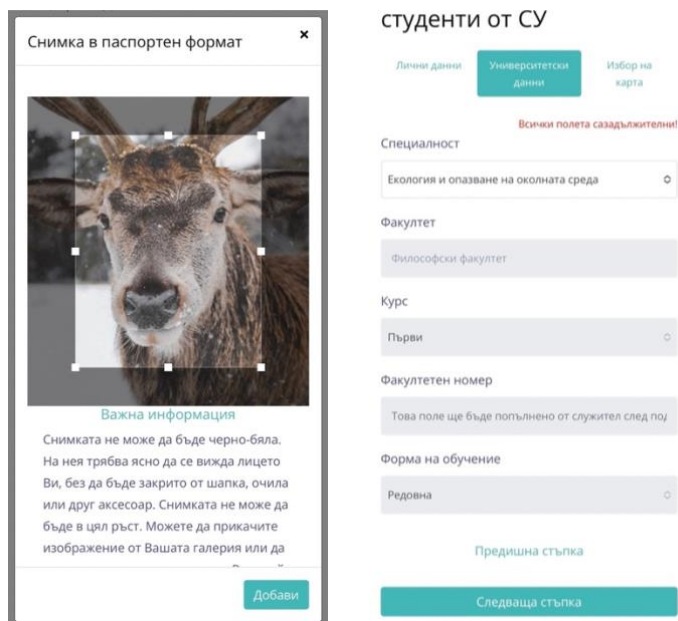 Снимка в паспортен формат
×
Важна информация
Снимката не може да бъде черно-бяла.
На нея трябва ясно да се вижда лицето
Ви, без да бъде закрито от шапка, очила
или друг аксесоар. Снимката не може да
бъде в цял ръст. Можете да прикачите
изображение от Вашата галерия или да
Добави
студенти от СУ
Лични данни
Университетски
данни
Избор на
карта
Всички полета сазадължителни!
Специалност
Екология и опазване на околната среда
Факултет
Философски факултет
Курс
Първи
Факултетен номер
Това поле ще бъде попълнено от служител след под
Форма на обучение
Редовна
Предишна стъпка
Следваща стъпка